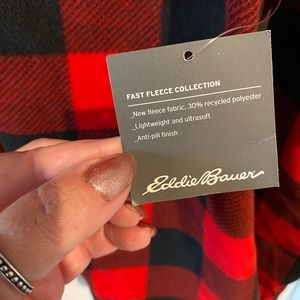 FAST FLEECE COLLECTION
_New fleece fabric, 30% recycled polyester
_Lightweight and ultrasoft
_Anti-pill finish
Eddie Bauer